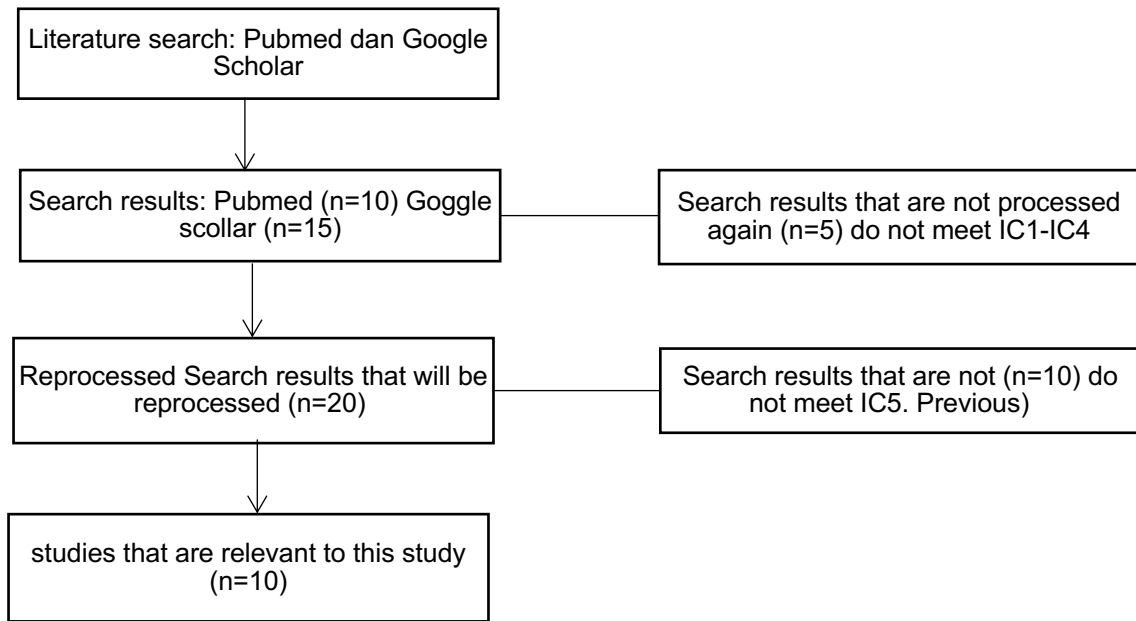 Literature search: Pubmed dan Google
Scholar
Search results: Pubmed (n=10) Goggle
scollar (n=15)
Search results that are not processed
again (n=5) do not meet IC1-IC4
Reprocessed Search results that will be
reprocessed (n=20)
Search results that are not (n=10) do
not meet IC5. Previous)
studies that are relevant to this study
(n=10)